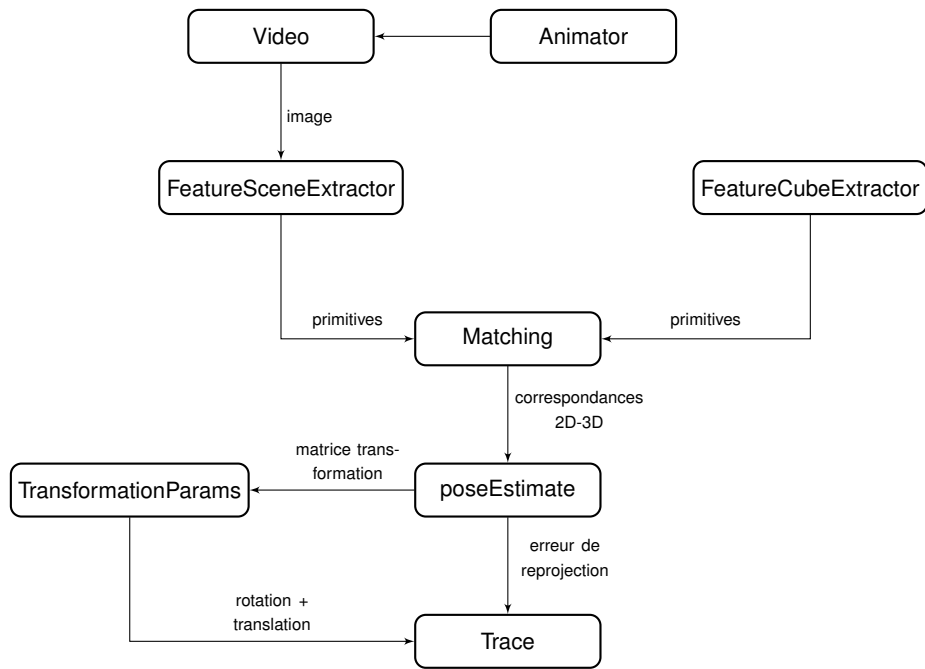 Video
Animator
image
FeatureSceneExtractor
FeatureCubeExtractor
primitives
Matching
primitives
correspondances
2D-3D
matrice trans-
formation
TransformationParams
poseEstimate
erreur de
reprojection
rotation +
translation
Trace